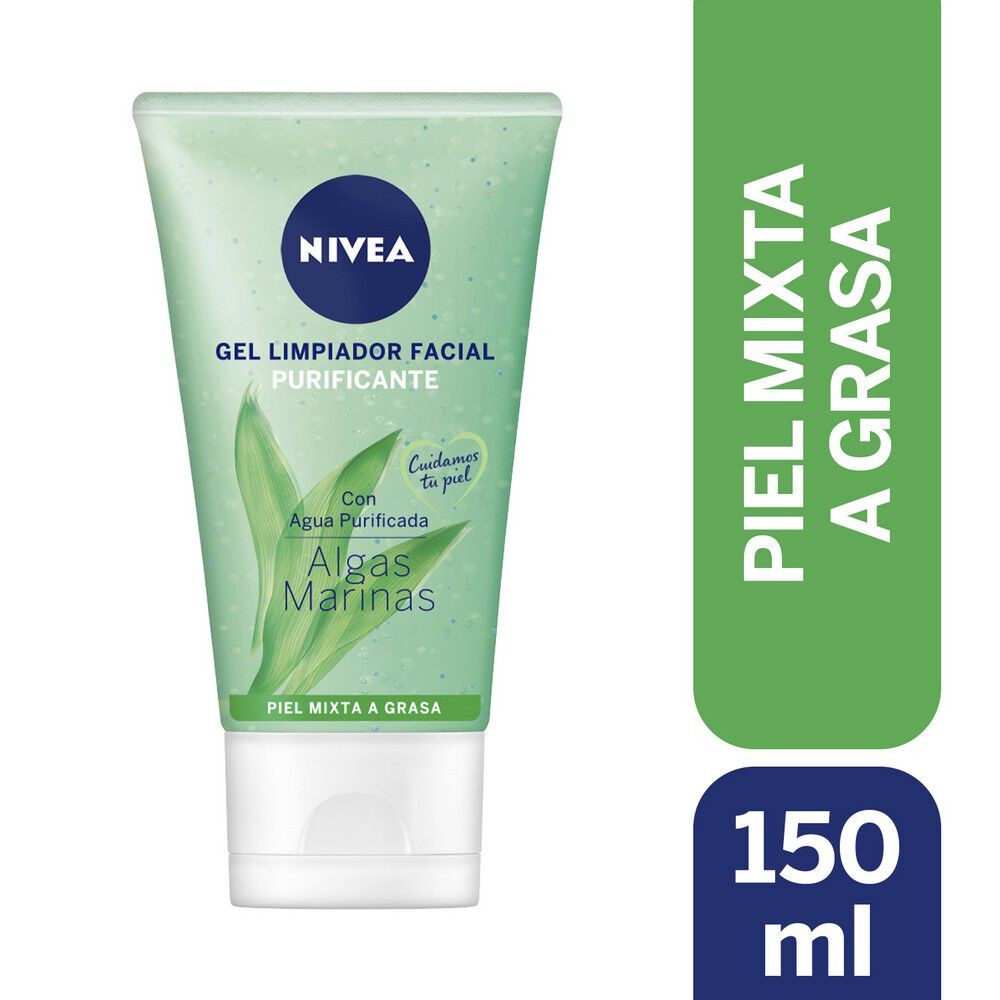 NIVEA
GEL LIMPIADOR FACIAL
PURIFICANTE
Cuidamos
tu piel
Con
Agua Purificada
Algas
Marinas
PIEL MIXTA A GRASA
PIEL MIXTA
A GRASA
150
ml